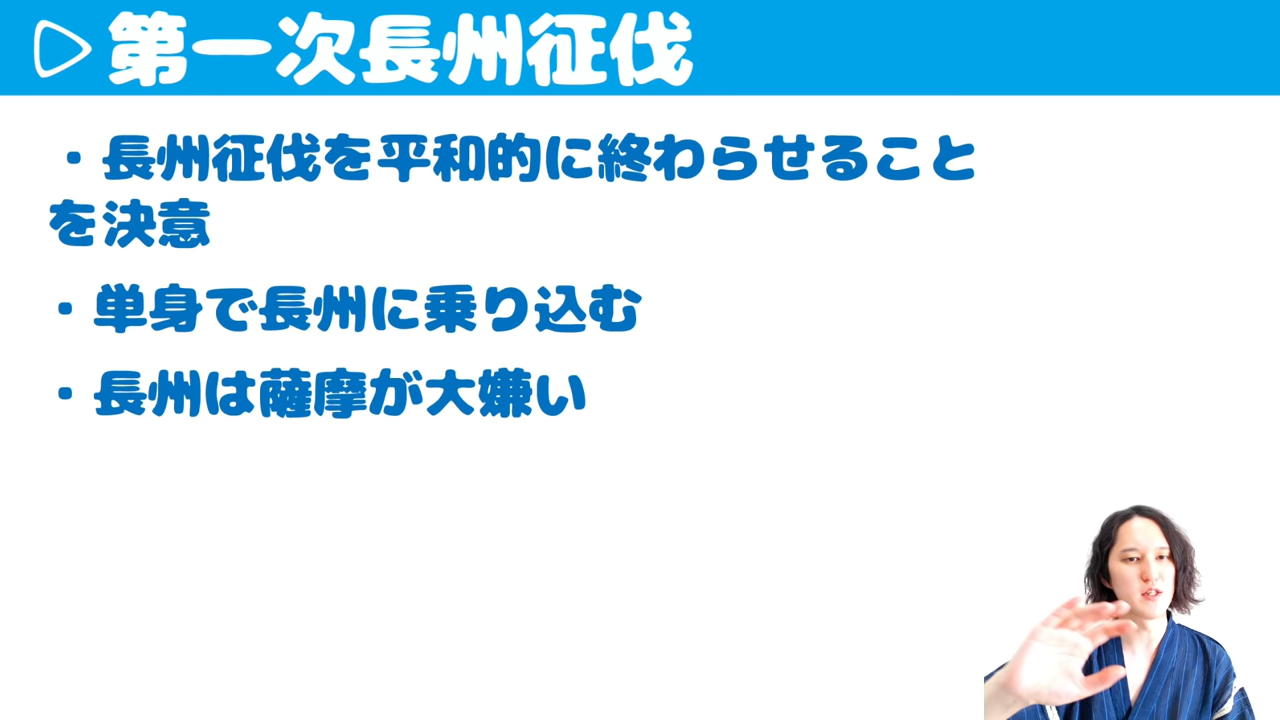 第一次長州征伐
・長州征伐を平和的に終わらせること
を決意
・単身で長州に乗り込む
・長州は薩摩が大嫌い